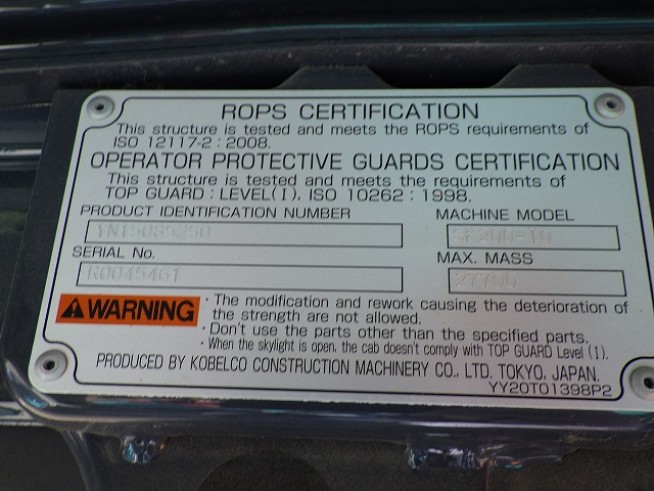 ROPS CERTIFICATION
This structure is tested and meets the ROPS requirements of
ISO 12117-2 : 2008.
OPERATOR PROTECTIVE GUARDS CERTIFICATION
This structure is tested and meets the requirements of
TOP GUARD : LEVEL(I), ISO 10262 : 1998.
PRODUCT IDENTIFICATION NUMBER
MACHINE MODEL
SERIAL No.
R0045461
MAX. MASS
27700
WARNING
· The modification and rework causing the deterioration of
the strength are not allowed.
· Don't use the parts other than the specified parts.
· When the skylight is open, the cab doesn't comply with TOP GUARD Level (I).
PRODUCED BY KOBELCO CONSTRUCTION MACHINERY CO., LTD. TOKYO, JAPAN.
YY20T01398P2